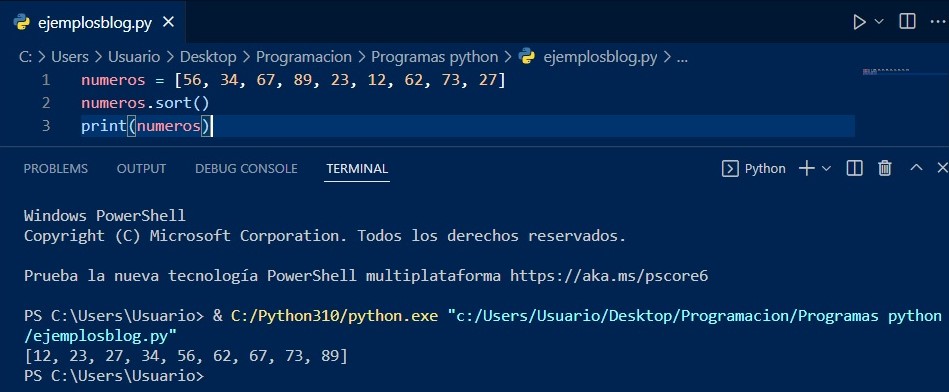 ejemplosblog.py
C: > Users > Usuario > Desktop > Programacion > Programas python > ejemplosblog.py > ...
1 numeros = [56, 34, 67, 89, 23, 12, 62, 73, 27]
2 numeros.sort()
3 print(numeros)
PROBLEMS OUTPUT DEBUG CONSOLE TERMINAL Python
Windows PowerShell
Copyright (C) Microsoft Corporation. Todos los derechos reservados.
Prueba la nueva tecnología PowerShell multiplataforma https://aka.ms/pscore6
PS C:\Users\Usuario> & C:/Python310/python.exe "c:/Users/Usuario/Desktop/Programacion/Programas python
/ejemplosblog.py"
[12, 23, 27, 34, 56, 62, 67, 73, 89]
PS C:\Users\Usuario>